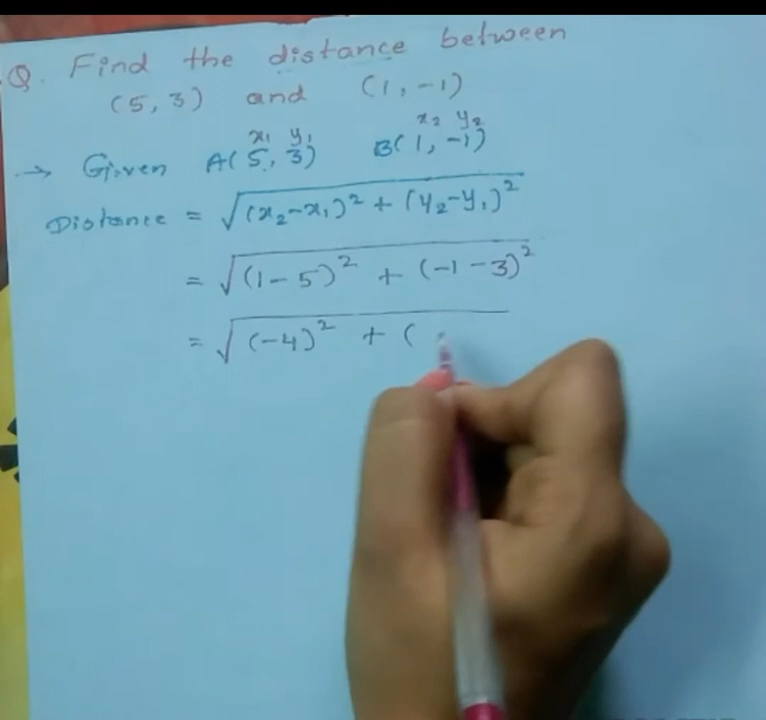 Q. Find the distance between
(5, 3) and (1, -1)
x₁ y₁ x₂ y₂
→ Given A(5, 3) B(1, -1)
Distance = √(x₂-x₁)² + (y₂-y₁)²
= √(1-5)² + (-1-3)²
= √(-4)² + (